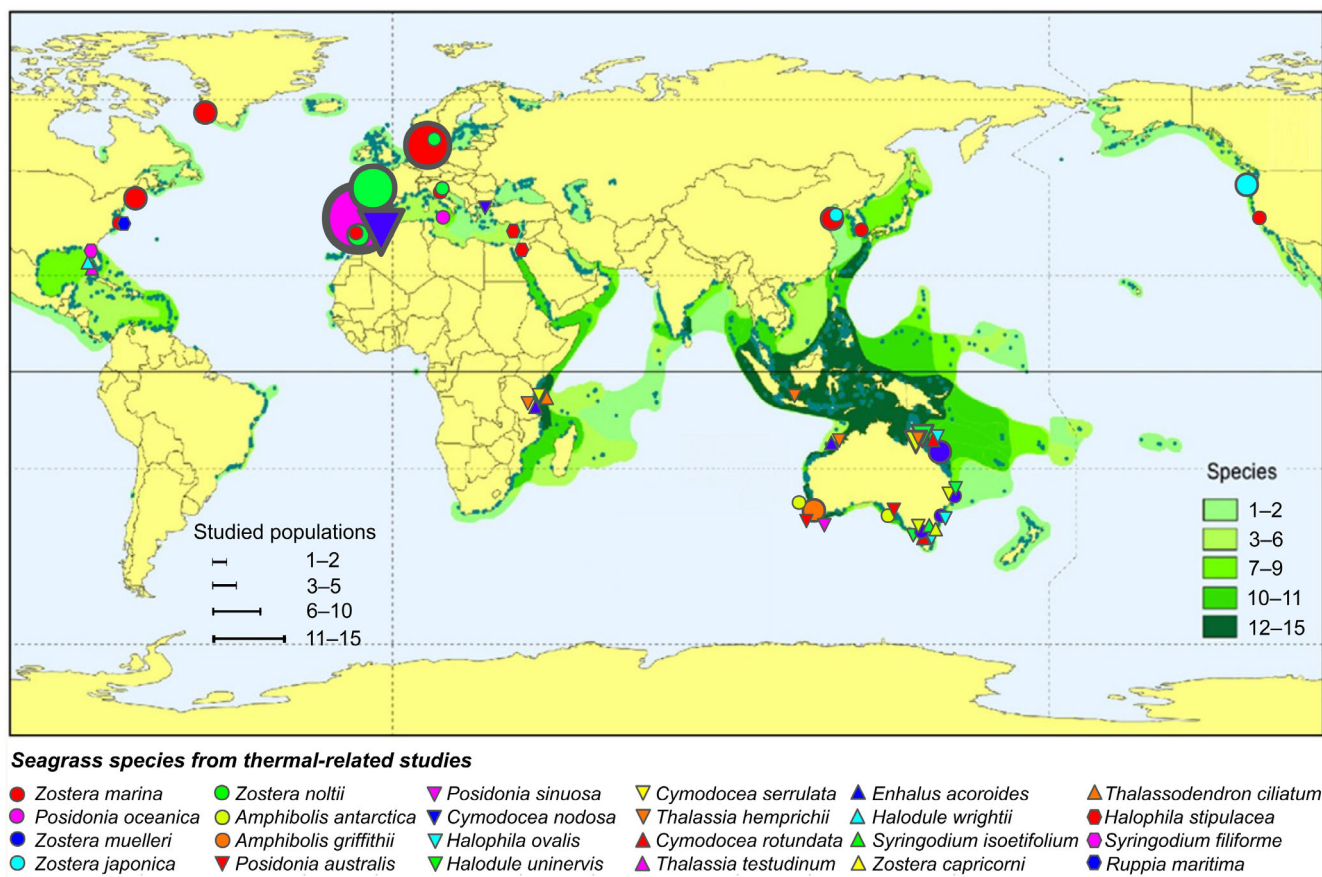 Studied populations
1–2
3–5
6–10
11–15
Species
1–2
3–6
7–9
10–11
12–15
Seagrass species from thermal-related studies
Zostera marina Zostera noltii Posidonia sinuosa Cymodocea serrulata Enhalus acoroides Thalassodendron ciliatum
Posidonia oceanica Amphibolis antarctica Cymodocea nodosa Thalassia hemprichii Halodule wrightii Halophila stipulacea
Zostera muelleri Amphibolis griffithii Halophila ovalis Cymodocea rotundata Syringodium isoetifolium Syringodium filiforme
Zostera japonica Posidonia australis Halodule uninervis Thalassia testudinum Zostera capricorni Ruppia maritima